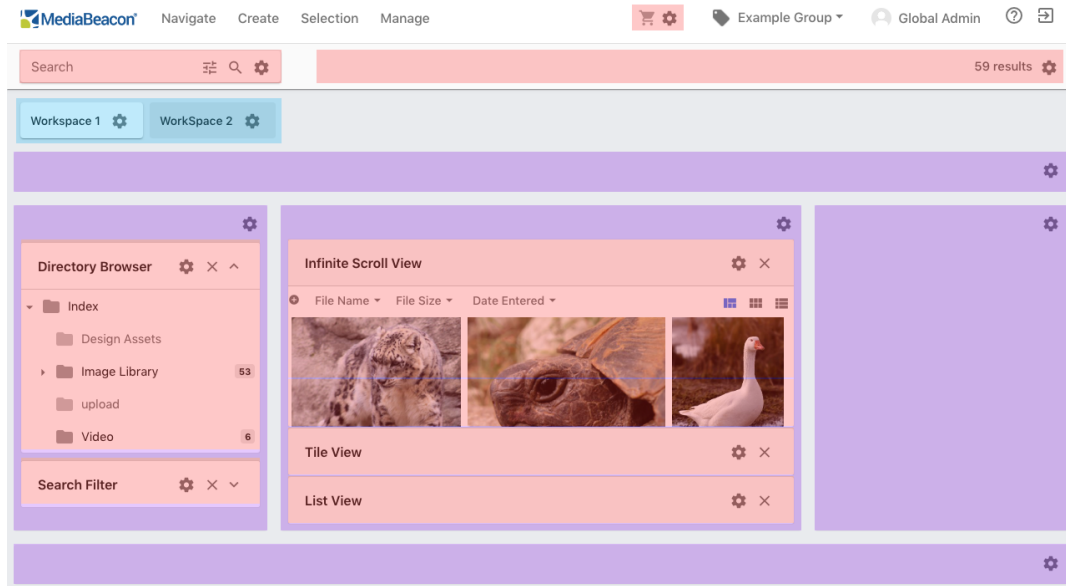 MediaBeacon® Navigate Create Selection Manage Example Group Global Admin
Search 59 results
Workspace 1 WorkSpace 2
Directory Browser
Index
Design Assets
Image Library 53
upload
Video 6
Search Filter
Infinite Scroll View
File Name File Size Date Entered
Tile View
List View